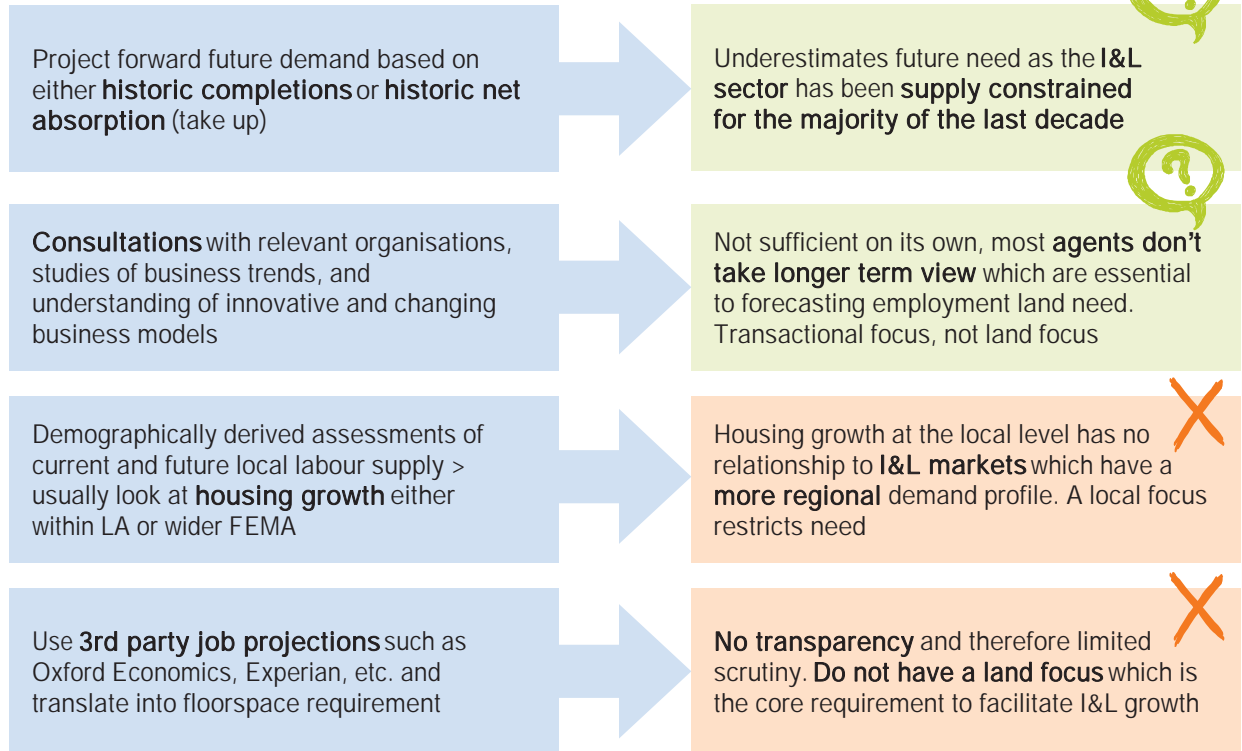 Project forward future demand based on
either historic completions or historic net
absorption (take up)
Underestimates future need as the I&L
sector has been supply constrained
for the majority of the last decade
?
Consultations with relevant organisations,
studies of business trends, and
understanding of innovative and changing
business models
Not sufficient on its own, most agents don't
take longer term view which are essential
to forecasting employment land need.
Transactional focus, not land focus
Demographically derived assessments of
current and future local labour supply >
usually look at housing growth either
within LA or wider FEMA
Housing growth at the local level has no
relationship to I&L markets which have a
more regional demand profile. A local focus
restricts need
Use 3rd party job projections such as
Oxford Economics, Experian, etc. and
translate into floorspace requirement
No transparency and therefore limited
scrutiny. Do not have a land focus which is
the core requirement to facilitate I&L growth